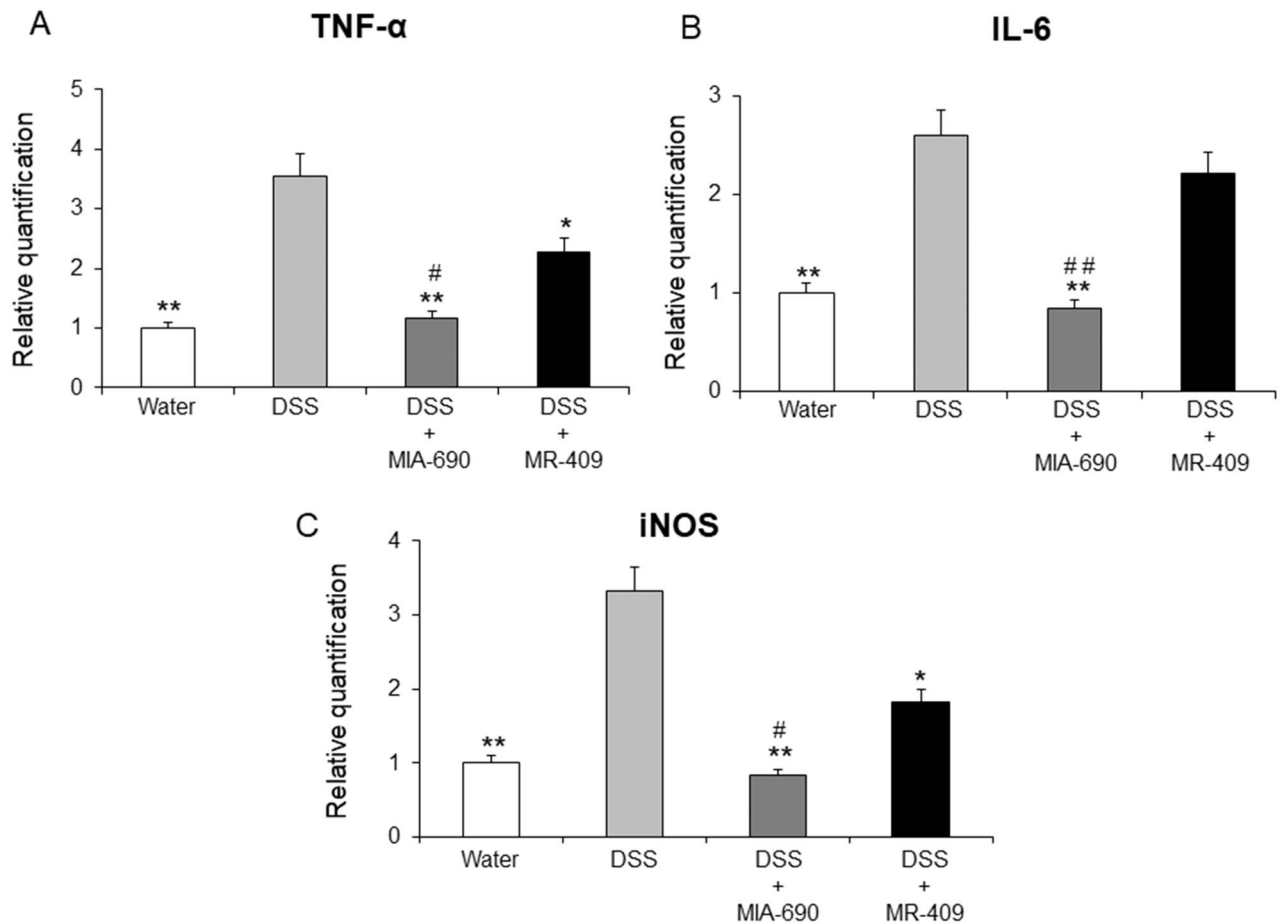 A
TNF-α
Relative quantification
5
4
3
2
1
0
**
#
**
*
Water
DSS
DSS
+
MIA-690
DSS
+
MR-409
B
IL-6
Relative quantification
3
2
1
0
**
##
**
Water
DSS
DSS
+
MIA-690
DSS
+
MR-409
C
iNOS
Relative quantification
4
3
2
1
0
**
#
**
*
Water
DSS
DSS
+
MIA-690
DSS
+
MR-409